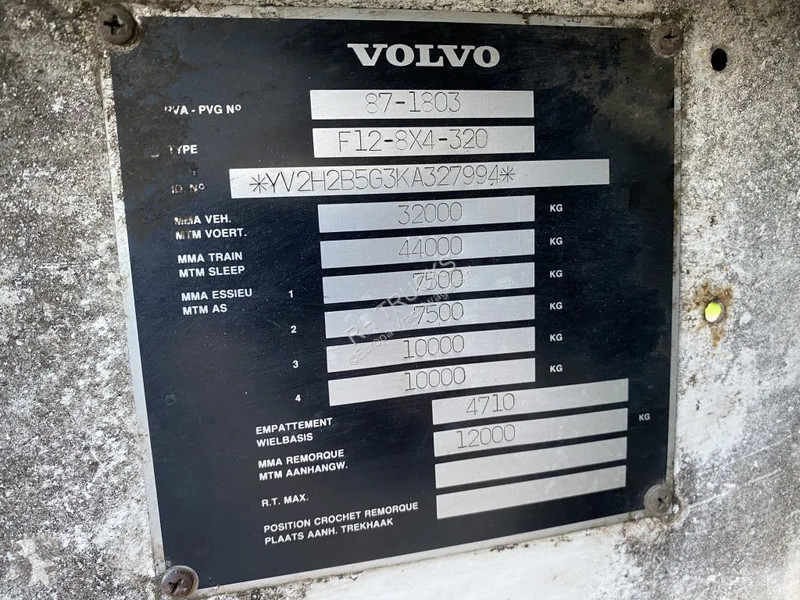 VOLVO
PVA - PVG Nº 87-1803
TYPE F12-8X4-320
ID. Nº *YV2H2B5G3KA327994*
MMA VEH. 32000 KG
MTM VOERT.
MMA TRAIN 44000 KG
MTM SLEEP
MMA ESSIEU 1 7500
MTM AS
2 7500 KG
3 10000 KG
4 10000 KG
EMPATTEMENT 4710
WIELBASIS
MMA REMORQUE 12000 KG
MTM AANHANGW.
R.T. MAX.
POSITION CROCHET REMORQUE
PLAATS AANH. TREKHAAK